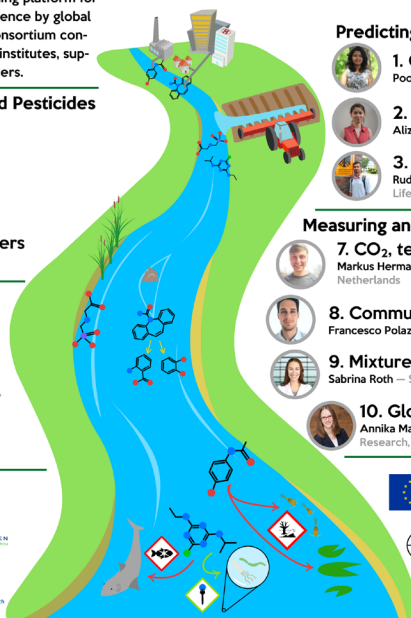 ing platform for
ence by global
onsortium con-
institutes, sup-
ers.
d Pesticides
ers
Predicting
1.
Poo
2.
Aliz
3.
Rud
Life
Measuring an
7. CO₂, te
Markus Herma
Netherlands
8. Commu
Francesco Polaz
9. Mixture
Sabrina Roth — S
10. Glo
Annika Ma
Research,
EN